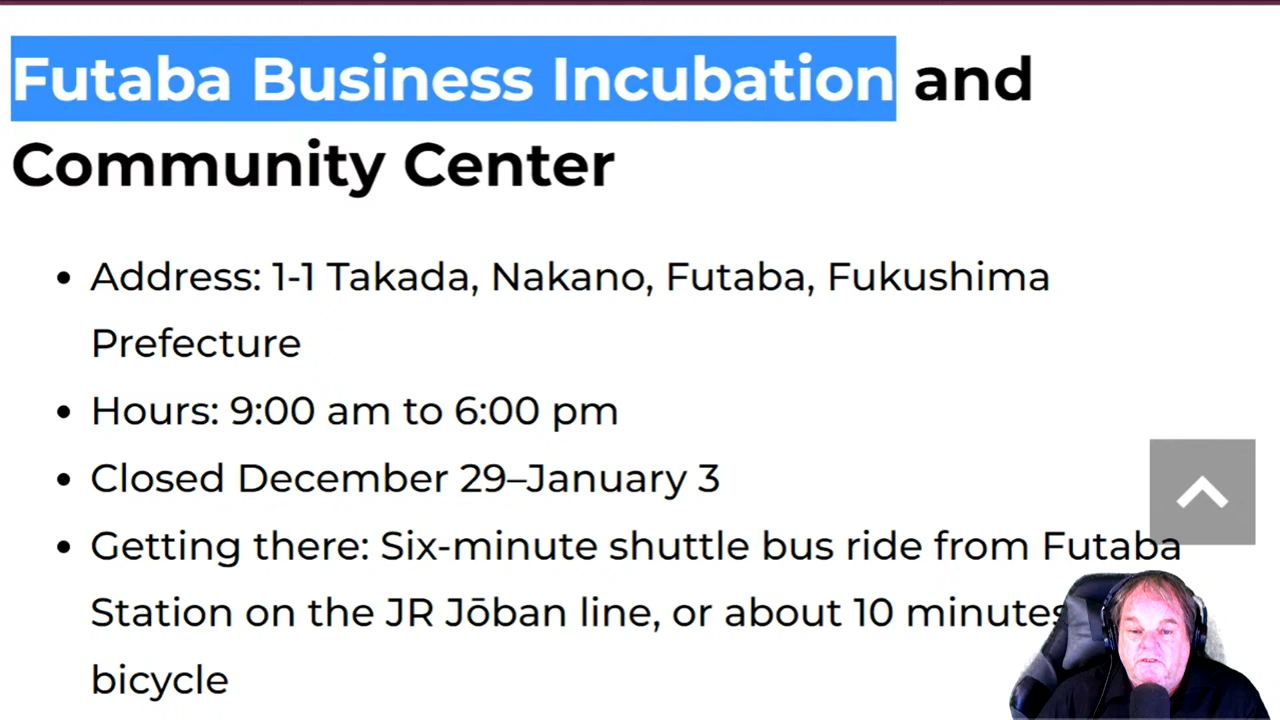 Futaba Business Incubation and
Community Center
• Address: 1-1 Takada, Nakano, Futaba, Fukushima
Prefecture
• Hours: 9:00 am to 6:00 pm
• Closed December 29–January 3
• Getting there: Six-minute shuttle bus ride from Futaba
Station on the JR Jōban line, or about 10 minutes
bicycle